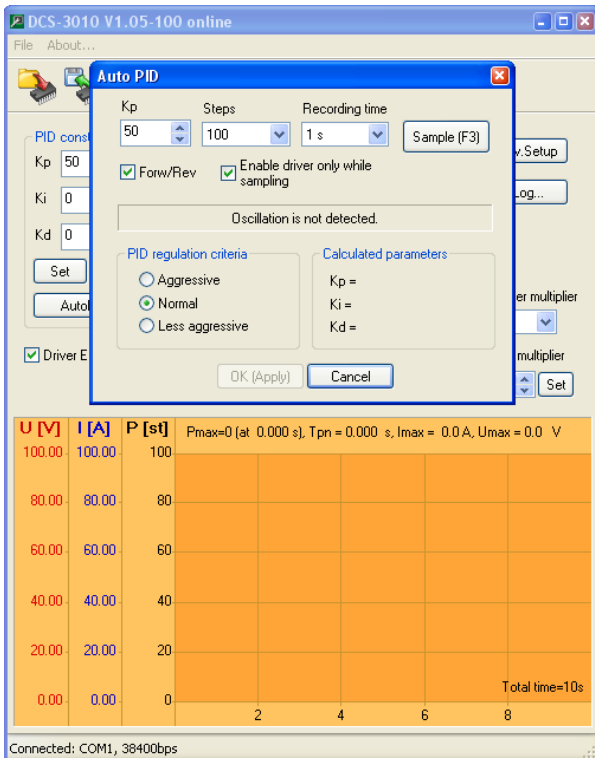 DCS-3010 V1.05-100 online
File About...
Auto PID
Kp Steps Recording time
50 100 1 s Sample (F3)
Forw/Rev Enable driver only while sampling
Oscillation is not detected.
PID regulation criteria
Aggressive
Normal
Less aggressive
Calculated parameters
Kp =
Ki =
Kd =
OK (Apply) Cancel
PID const
Kp 50
Ki 0
Kd 0
Set
Auto
Driver E
v.Setup
Log...
er multiplier
multiplier
Set
U [V] I [A] P [st] Pmax=0 (at 0.000 s), Tpn = 0.000 s, Imax = 0.0 A, Umax = 0.0 V
100.00 100.00 100
80.00 80.00 80
60.00 60.00 60
40.00 40.00 40
20.00 20.00 20
Total time=10s
0.00 0.00 0
2 4 6 8
Connected: COM1, 38400bps